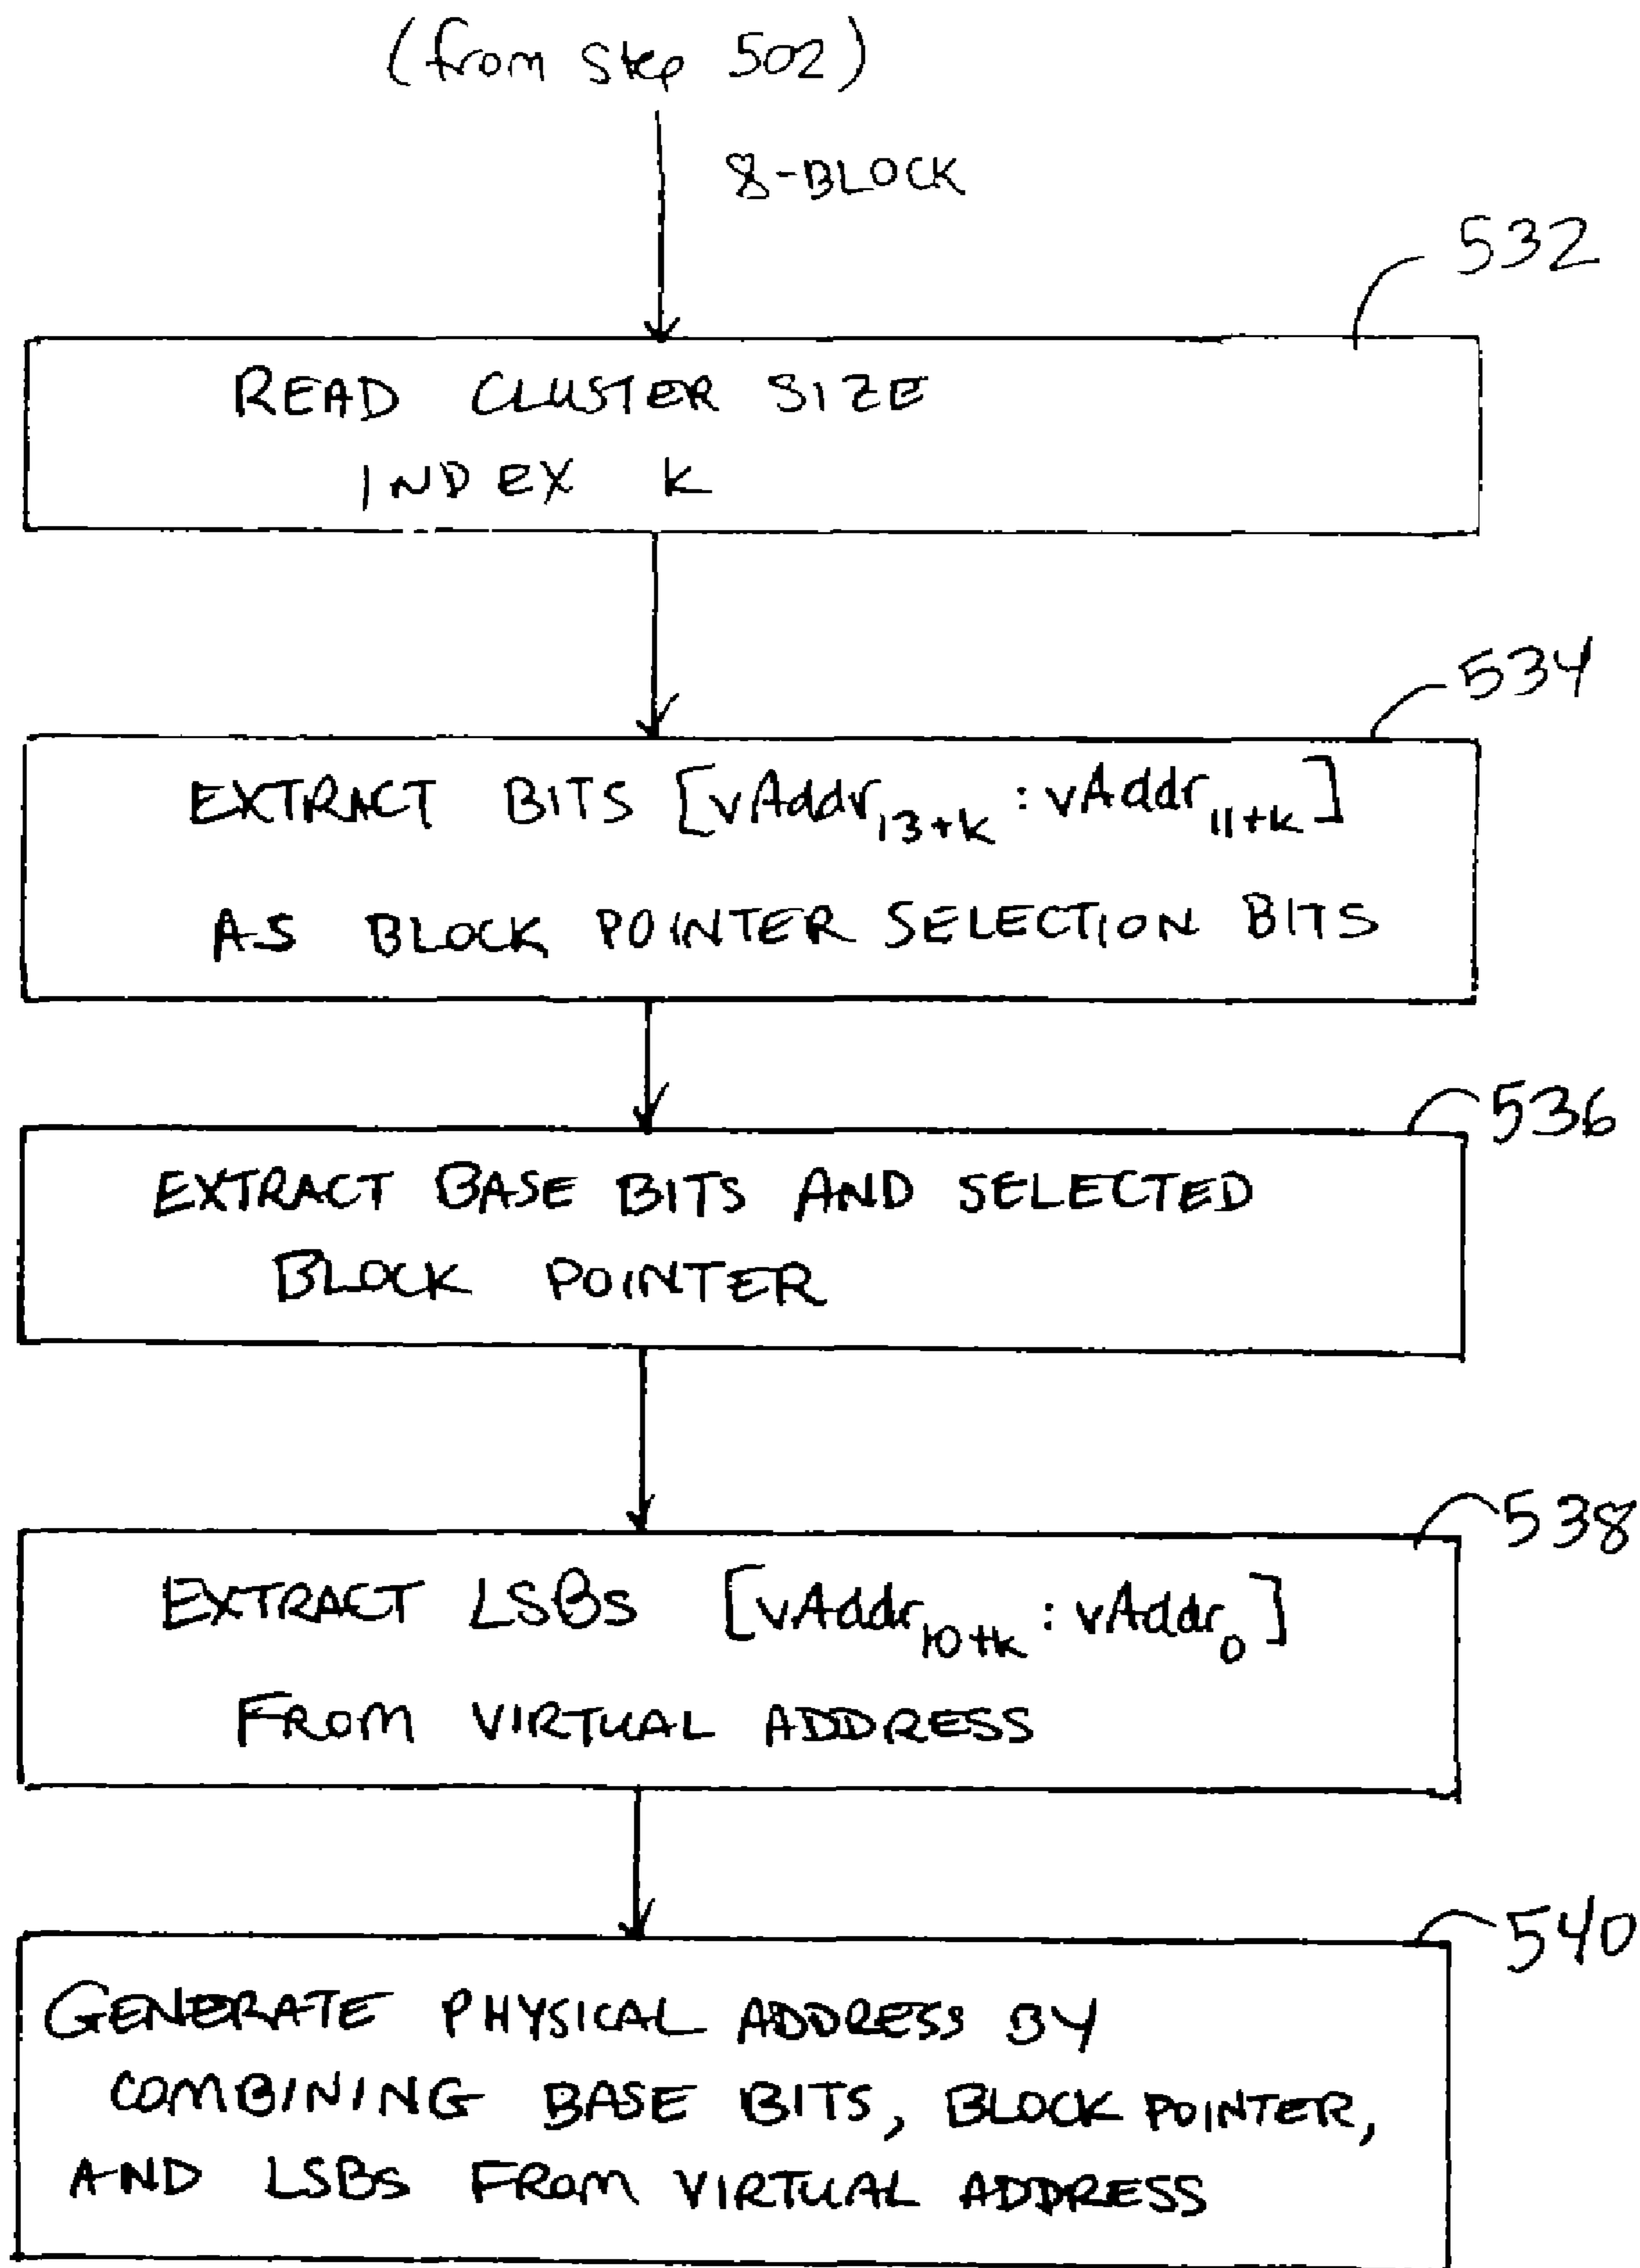 (from step 502)
8-BLOCK
532
READ CLUSTER SIZE
INDEX k
534
EXTRACT BITS [vAddr₁₃₊ₖ : vAddr₁₁₊ₖ]
AS BLOCK POINTER SELECTION BITS
536
EXTRACT BASE BITS AND SELECTED
BLOCK POINTER
538
EXTRACT LSBs [vAddr₁₀₊ₖ : vAddr₀]
FROM VIRTUAL ADDRESS
540
GENERATE PHYSICAL ADDRESS BY
COMBINING BASE BITS, BLOCK POINTER,
AND LSBs FROM VIRTUAL ADDRESS